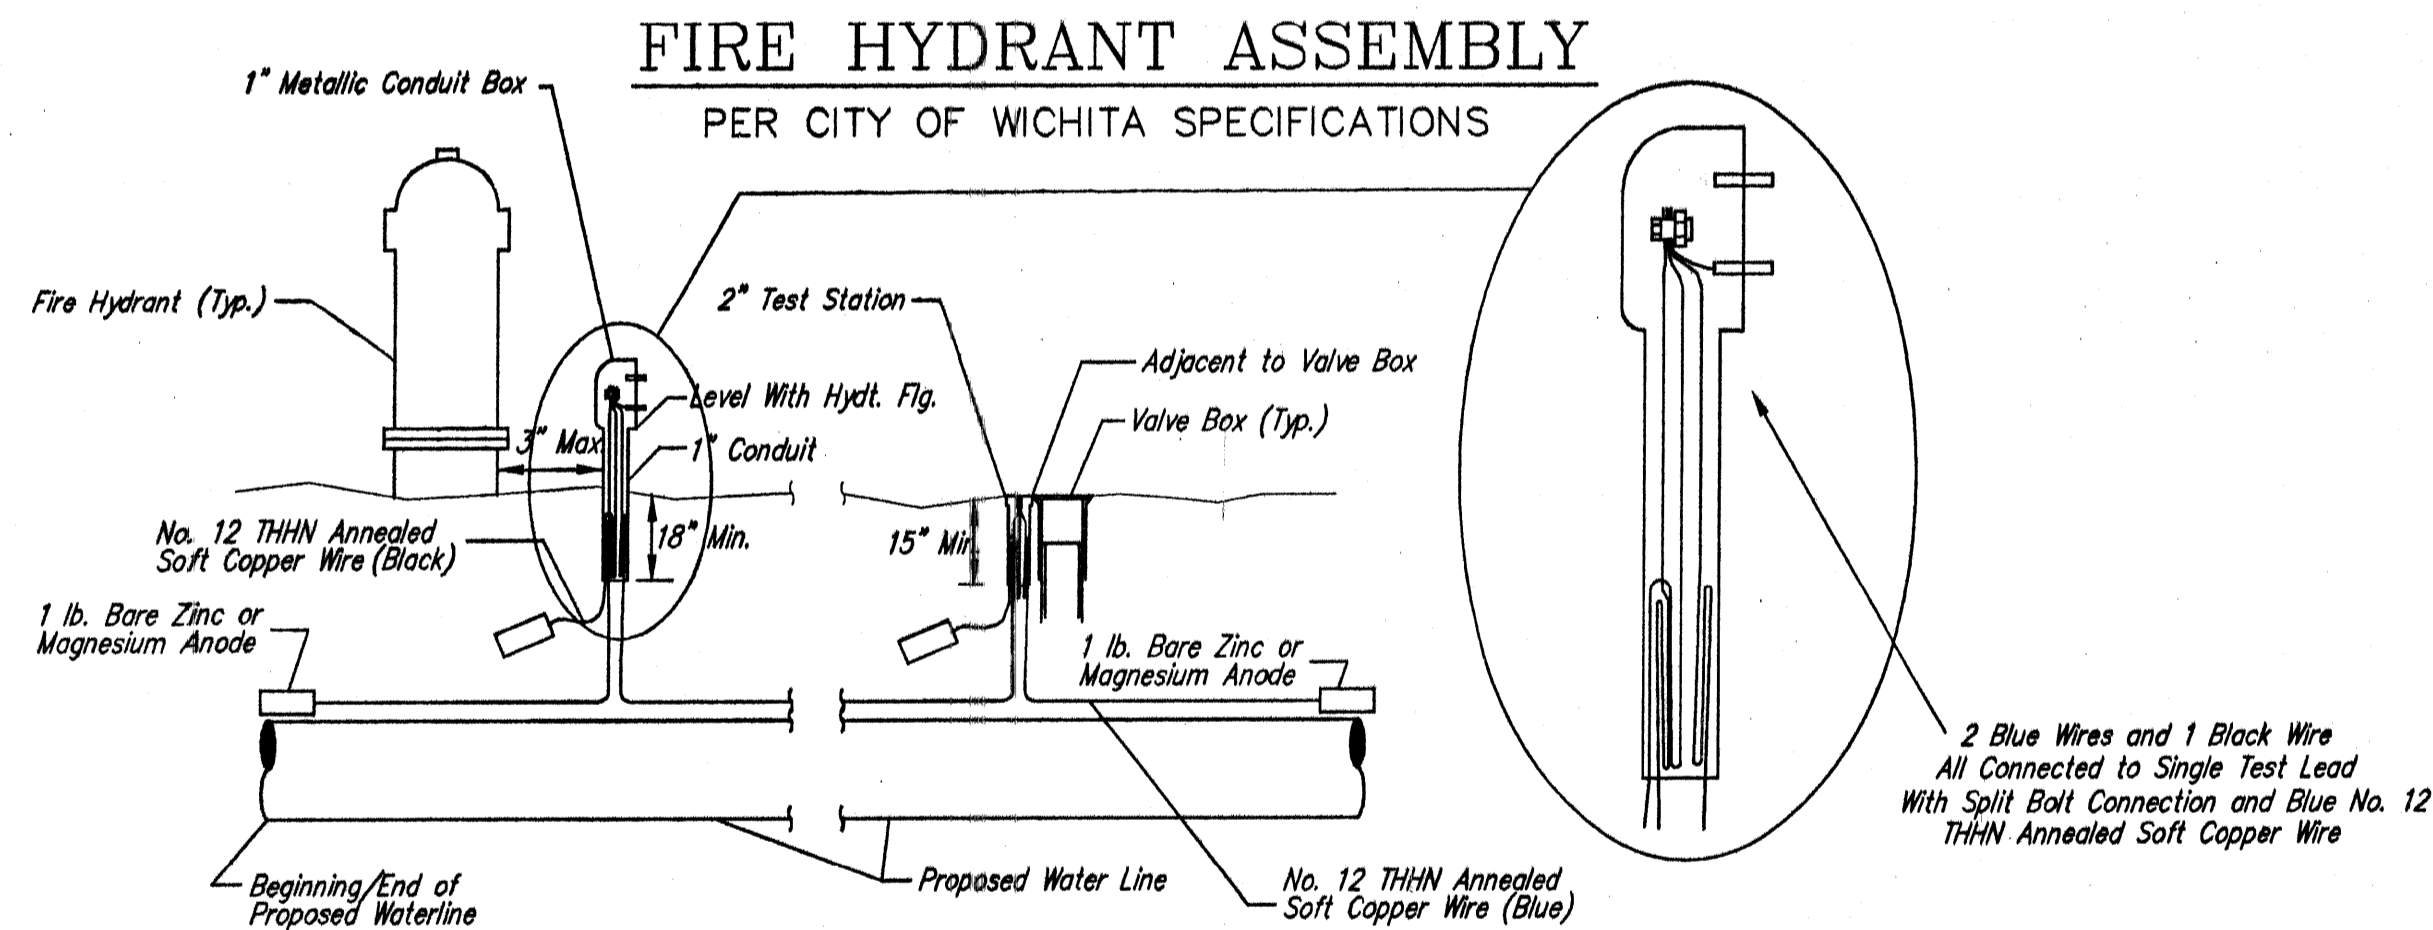 FIRE HYDRANT ASSEMBLY
PER CITY OF WICHITA SPECIFICATIONS
1" Metallic Conduit Box
Fire Hydrant (Typ.)
2" Test Station
Adjacent to Valve Box
Level With Hydt. Flg.
Valve Box (Typ.)
3" Max.
1" Conduit
No. 12 THHN Annealed
Soft Copper Wire (Black)
18" Min.
15" Min.
1 lb. Bare Zinc or
Magnesium Anode
1 lb. Bare Zinc or
Magnesium Anode
2 Blue Wires and 1 Black Wire
All Connected to Single Test Lead
With Split Bolt Connection and Blue No. 12
THHN Annealed Soft Copper Wire
Beginning/End of
Proposed Waterline
Proposed Water Line
No. 12 THHN Annealed
Soft Copper Wire (Blue)